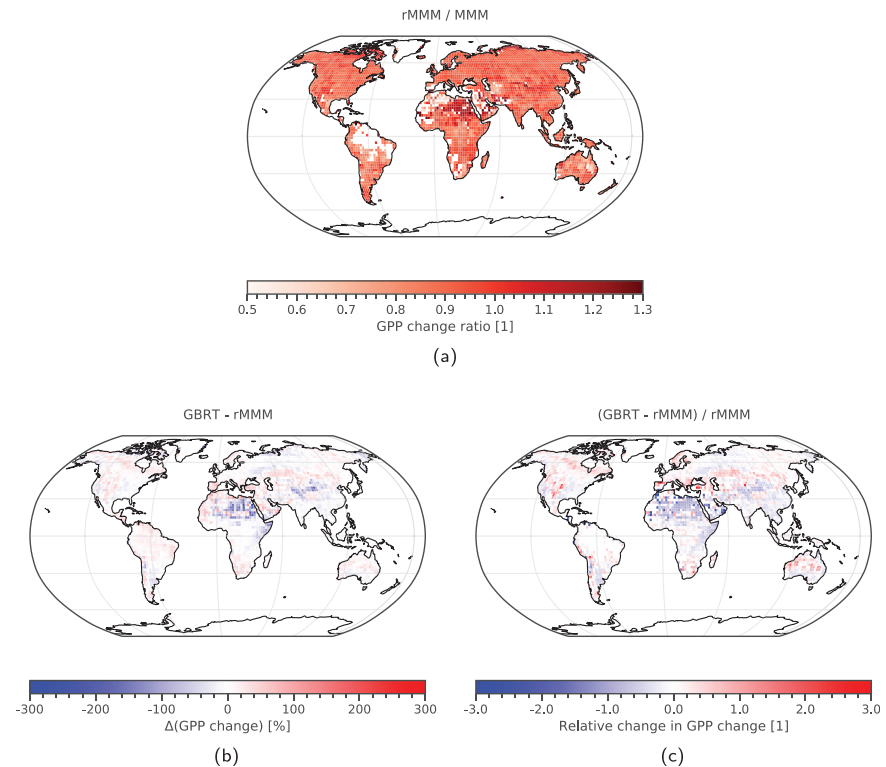 rMMM / MMM
0.5 0.6 0.7 0.8 0.9 1.0 1.1 1.2 1.3
GPP change ratio [1]
(a)
GBRT - rMMM
(GBRT - rMMM) / rMMM
-300 -200 -100 0 100 200 300
-3.0 -2.0 -1.0 0.0 1.0 2.0 3.0
Δ(GPP change) [%]
Relative change in GPP change [1]
(b)
(c)